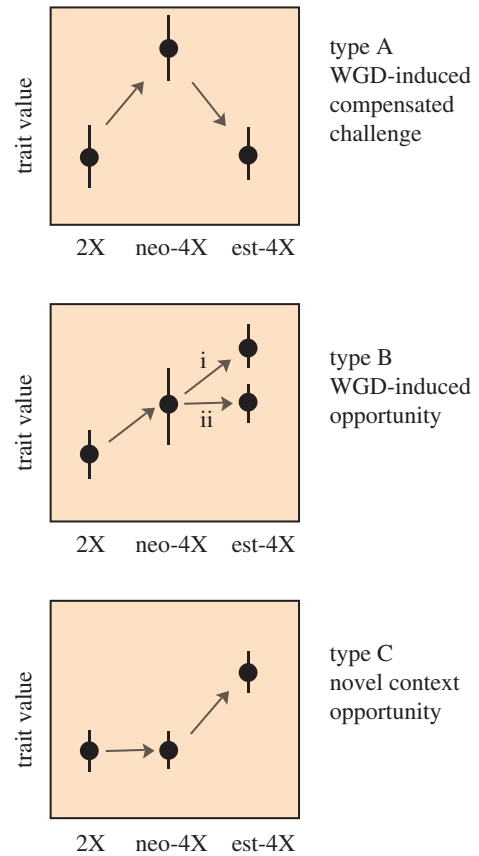 trait value
type A
WGD-induced
compensated
challenge
2X neo-4X est-4X
trait value
i
ii
type B
WGD-induced
opportunity
2X neo-4X est-4X
trait value
type C
novel context
opportunity
2X neo-4X est-4X